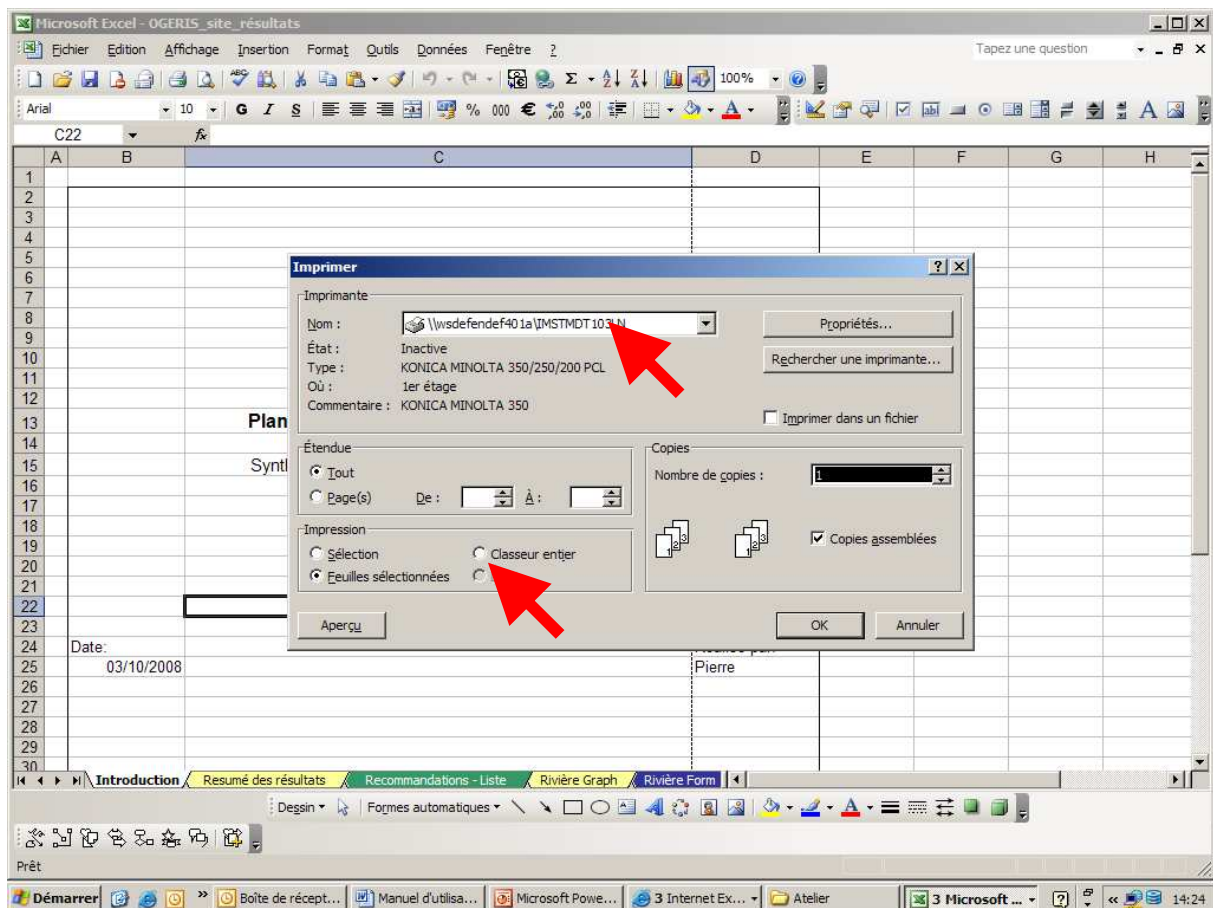 Microsoft Excel - OGERIS_site_résultats
Fichier Edition Affichage Insertion Format Outils Données Fenêtre ? Tapez une question
Σ 100%
Arial 10 G I S % 000 €
C22 fx
A B C D E F G H
1
2
3
4
5
6
7
8
9
10
11
12
13 Plan
14
15
16
17
18
19
20
21
22
23
24 Date:
25 03/10/2008 Pierre
26
27
28
29
30
Imprimer
Imprimante
Nom : \\wsdefendef401a\IMSTMDT103LN Propriétés...
État : Inactive
Type : KONICA MINOLTA 350/250/200 PCL Rechercher une imprimante...
Où : 1er étage
Commentaire : KONICA MINOLTA 350 Imprimer dans un fichier
Étendue
Tout
Page(s) De : À :
Copies
Nombre de copies : 1
1 2 3 1 2 3 Copies assemblées
Impression
Sélection Classeur entier
Feuilles sélectionnées
Aperçu OK Annuler
Introduction Resumé des résultats Recommandations - Liste Rivière Graph Rivière Form
Dessin Formes automatiques
Prêt
Démarrer » Boîte de récept... Manuel d'utilisa... Microsoft Powe... 3 Internet Ex... Atelier 3 Microsoft ... ? « 14:24